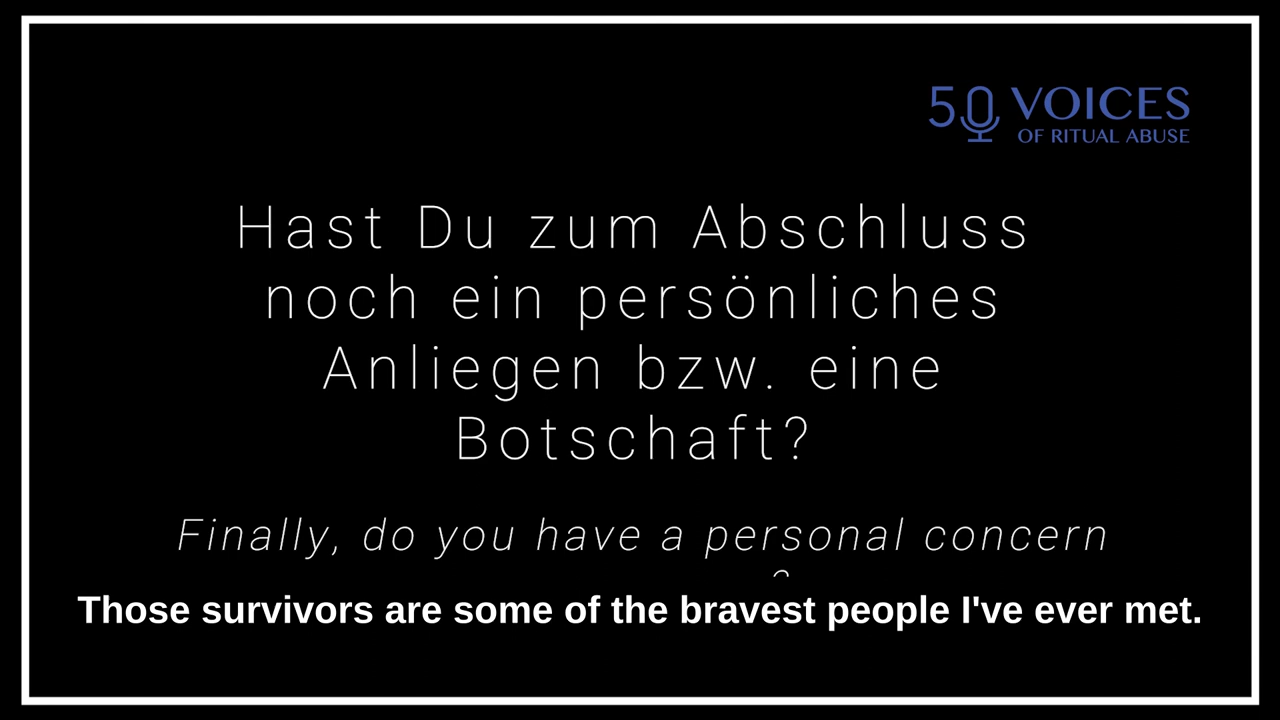 50 VOICES
OF RITUAL ABUSE
Hast Du zum Abschluss
noch ein persönliches
Anliegen bzw. eine
Botschaft?
Finally, do you have a personal concern
Those survivors are some of the bravest people I've ever met.